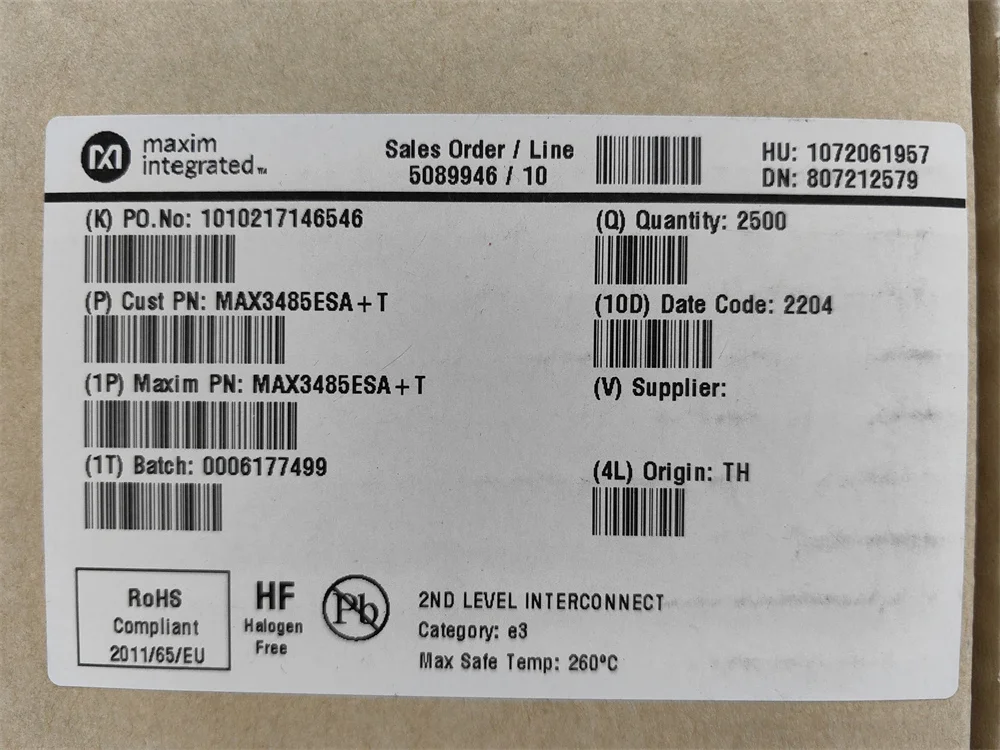 maxim
integrated™
Sales Order / Line
5089946 / 10
HU: 1072061957
DN: 807212579
(K) PO.No: 1010217146546
(Q) Quantity: 2500
(P) Cust PN: MAX3485ESA+T
(10D) Date Code: 2204
(1P) Maxim PN: MAX3485ESA+T
(V) Supplier:
(1T) Batch: 0006177499
(4L) Origin: TH
RoHS
Compliant
2011/65/EU
HF
Halogen
Free
Pb
2ND LEVEL INTERCONNECT
Category: e3
Max Safe Temp: 260ºC